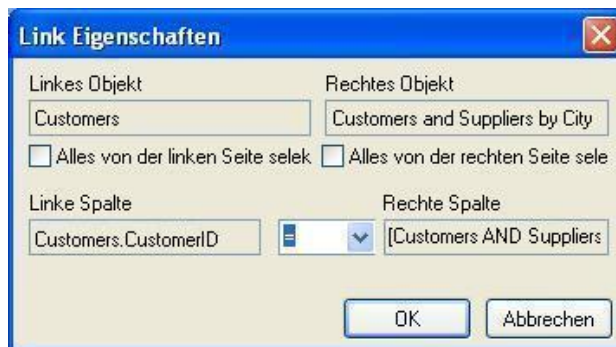 Link Eigenschaften
Linkes Objekt Rechtes Objekt
Customers Customers and Suppliers by City
Alles von der linken Seite selek Alles von der rechten Seite sele
Linke Spalte Rechte Spalte
Customers.CustomerID = [Customers AND Suppliers
OK Abbrechen